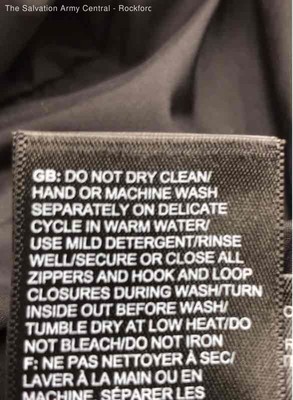 The Salvation Army Central - Rockford
GB: DO NOT DRY CLEAN/
HAND OR MACHINE WASH
SEPARATELY ON DELICATE
CYCLE IN WARM WATER/
USE MILD DETERGENT/RINSE
WELL/SECURE OR CLOSE ALL
ZIPPERS AND HOOK AND LOOP
CLOSURES DURING WASH/TURN
INSIDE OUT BEFORE WASH/
TUMBLE DRY AT LOW HEAT/DO
NOT BLEACH/DO NOT IRON
F: NE PAS NETTOYER À SEC/
LAVER À LA MAIN OU EN
MACHINE. SÉPARER LES